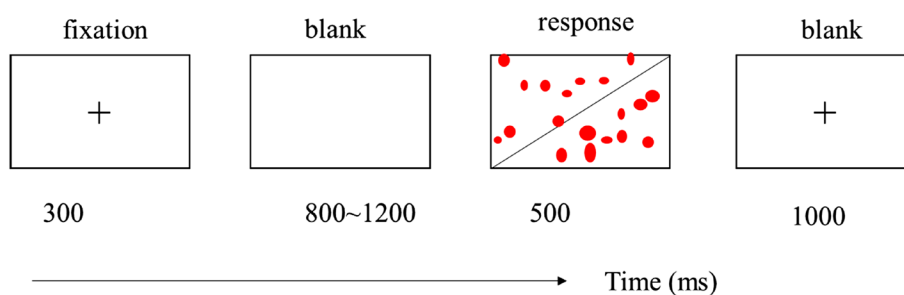 fixation
blank
response
blank
300
800~1200
500
1000
Time (ms)